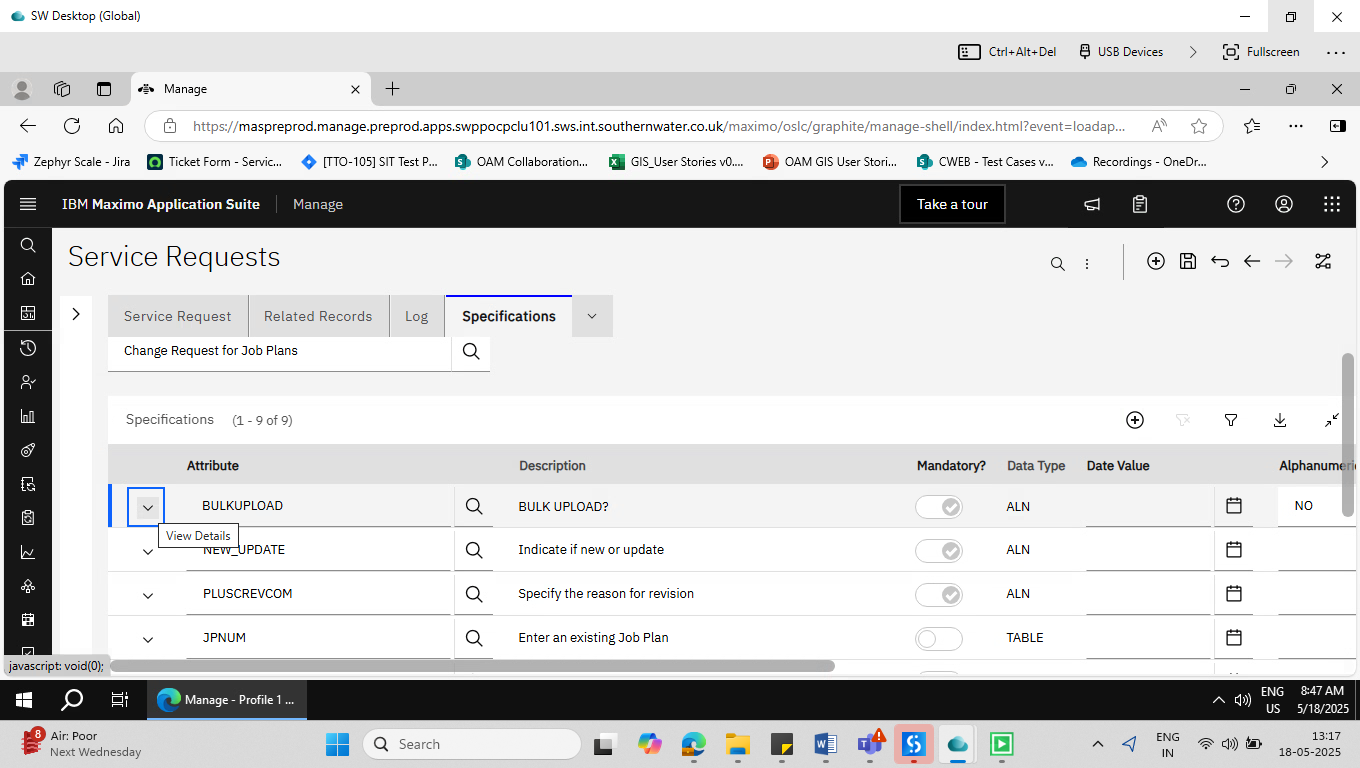 SW Desktop (Global)
Ctrl+Alt+Del USB Devices Fullscreen
Manage
https://maspreprod.manage.preprod.apps.swppocpclu101.sws.int.southernwater.co.uk/maximo/oslc/graphite/manage-shell/index.html?event=loadap...
Zephyr Scale - Jira Ticket Form - Servic... [TTO-105] SIT Test P... OAM Collaboration... GIS_User Stories v0.... OAM GIS User Stori... CWEB - Test Cases v... Recordings - OneDr...
IBM Maximo Application Suite Manage Take a tour
Service Requests
Service Request Related Records Log Specifications
Change Request for Job Plans
Specifications (1 - 9 of 9)
Attribute Description Mandatory? Data Type Date Value Alphanumeri
BULKUPLOAD BULK UPLOAD? ALN NO
View Details
NEW_UPDATE Indicate if new or update ALN
PLUSCREVCOM Specify the reason for revision ALN
JPNUM Enter an existing Job Plan TABLE
javascript: void(0);
Manage - Profile 1 ... ENG US 8:47 AM 5/18/2025
8 Air: Poor
Next Wednesday
Search
ENG
IN
13:17
18-05-2025